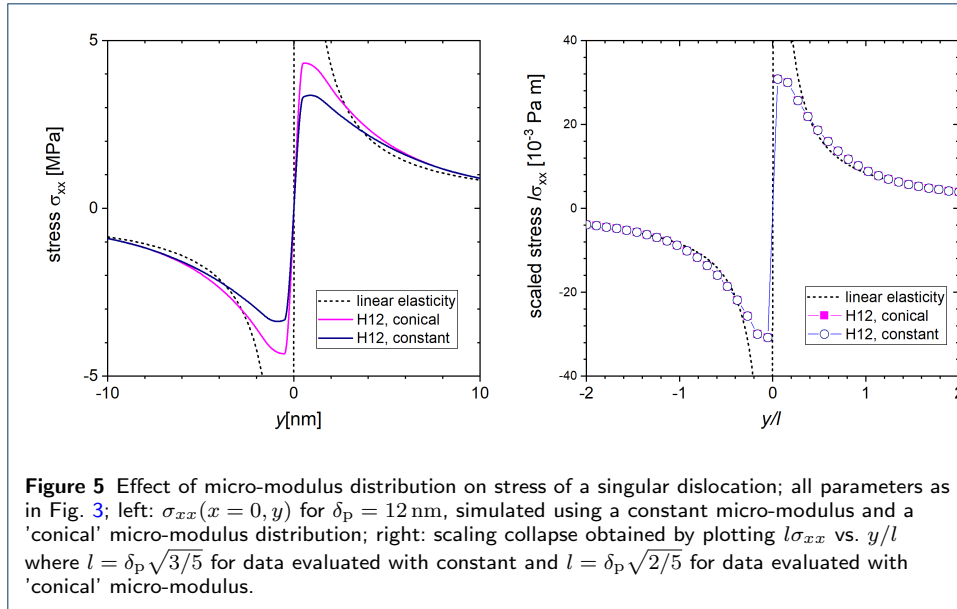 5
0
-5
-10
-5
0
5
10
stress σxx [MPa]
y[nm]
linear elasticity
H12, conical
H12, constant
40
20
0
-20
-40
-2
-1
0
1
2
scaled stress lσxx [10⁻³ Pa m]
y/l
linear elasticity
H12, conical
H12, constant
Figure 5 Effect of micro-modulus distribution on stress of a singular dislocation; all parameters as
in Fig. 3; left: σxx(x = 0, y) for δp = 12 nm, simulated using a constant micro-modulus and a
'conical' micro-modulus distribution; right: scaling collapse obtained by plotting lσxx vs. y/l
where l = δp√3/5 for data evaluated with constant and l = δp√2/5 for data evaluated with
'conical' micro-modulus.